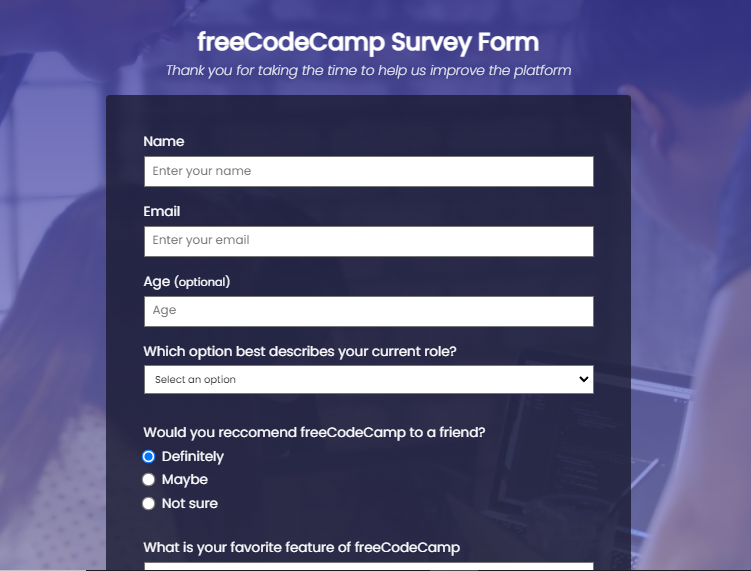 freeCodeCamp Survey Form
Thank you for taking the time to help us improve the platform
Name
Enter your name
Email
Enter your email
Age (optional)
Age
Which option best describes your current role?
Select an option
Would you reccomend freeCodeCamp to a friend?
Definitely
Maybe
Not sure
What is your favorite feature of freeCodeCamp